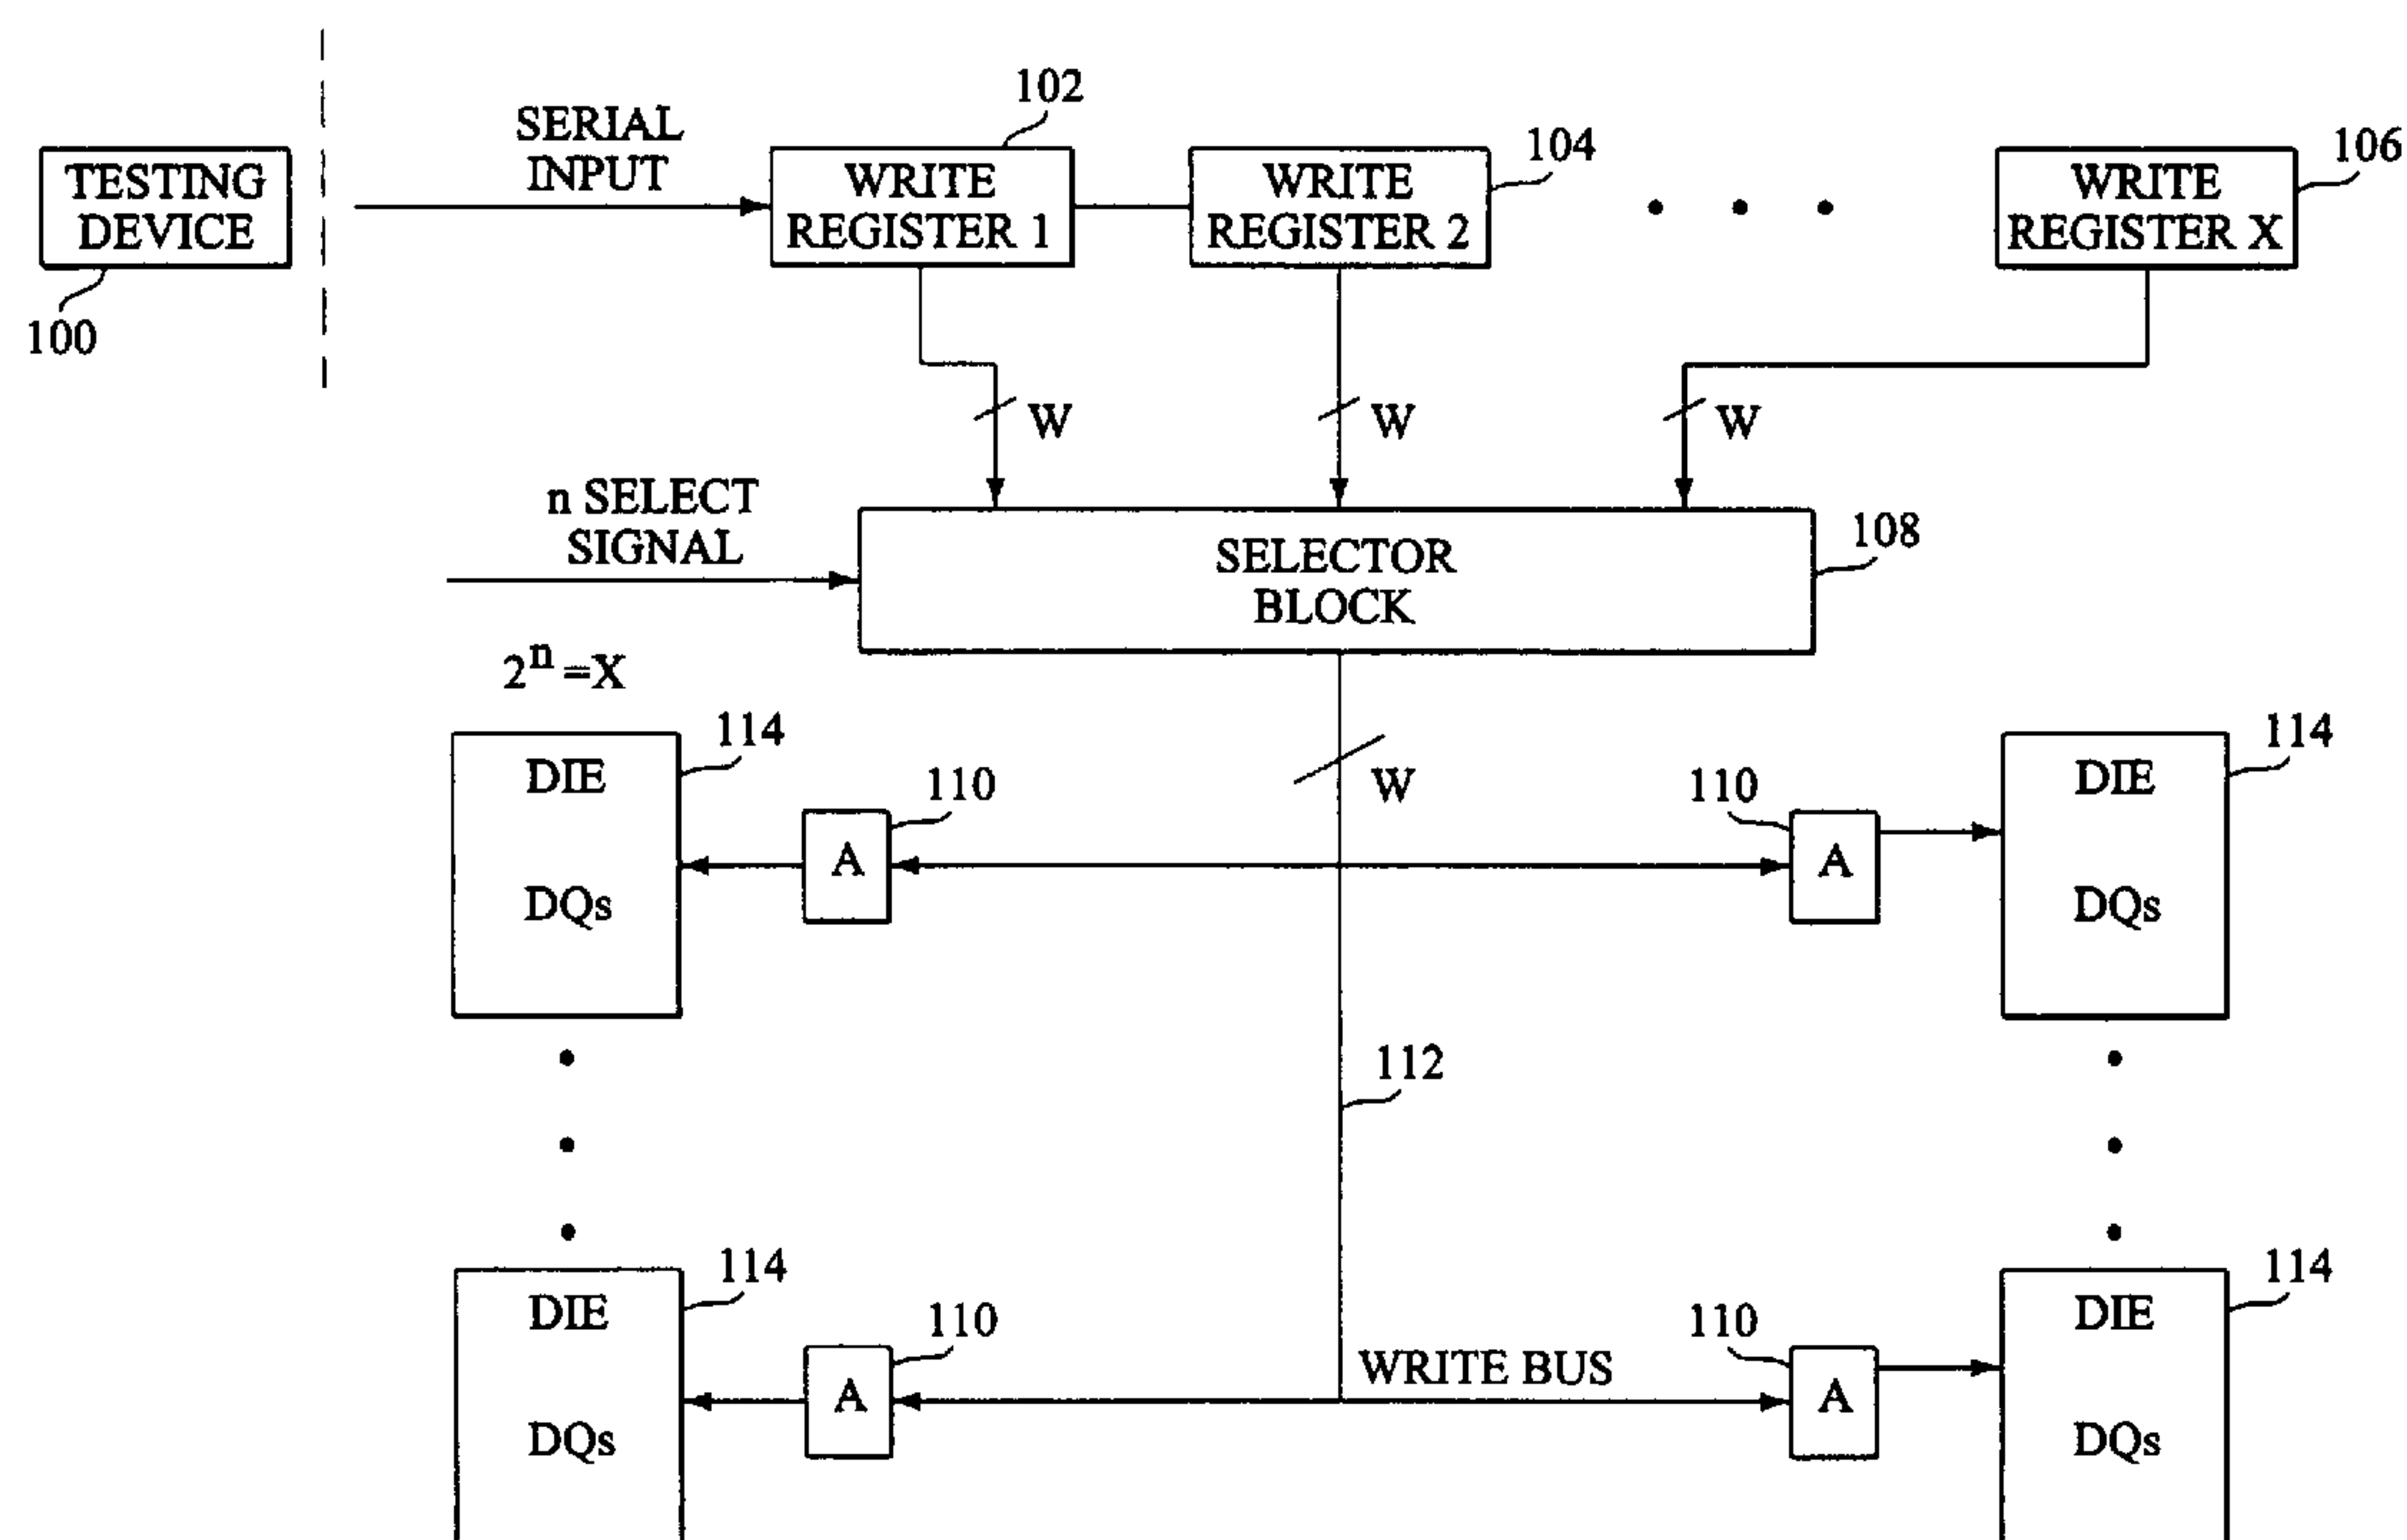 102
SERIAL
INPUT
104
106
TESTING
DEVICE
WRITE
REGISTER 1
WRITE
REGISTER 2
WRITE
REGISTER X
100
W
W
W
n SELECT
SIGNAL
108
SELECTOR
BLOCK
2^n =X
114
114
DIE
W
DIE
110
110
A
A
DQs
DQs
112
114
114
DIE
DIE
110
110
WRITE BUS
A
A
DQs
DQs